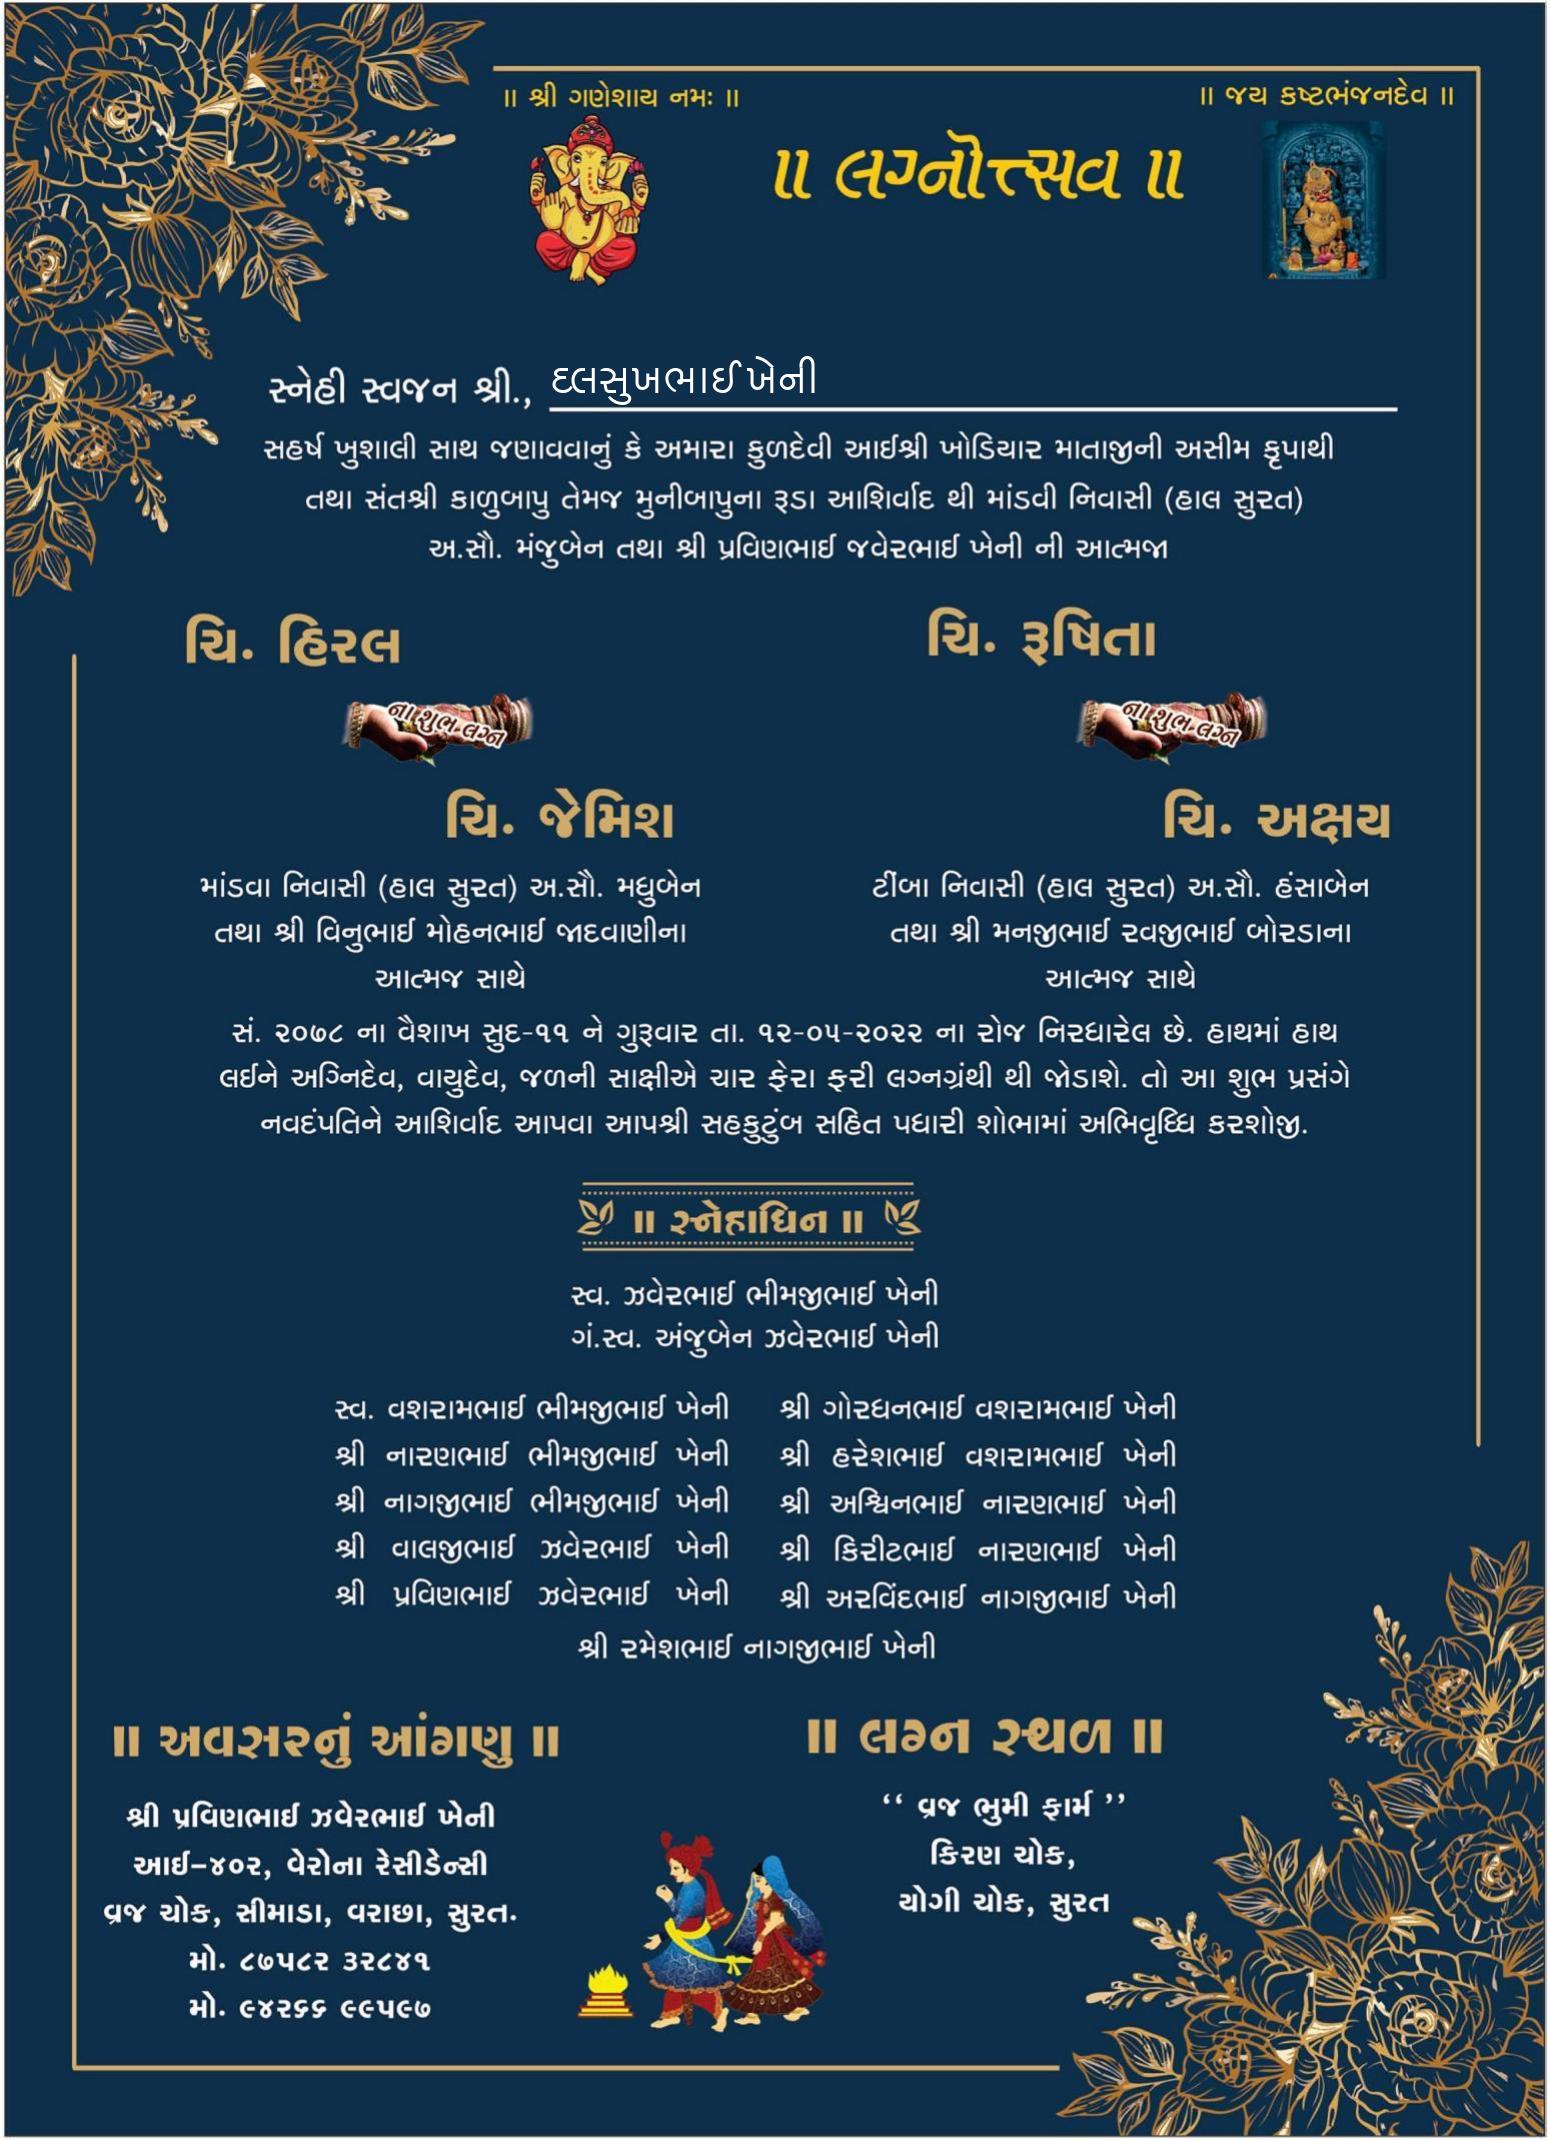 ॥ શ્રી ગણેશાય નમઃ ॥
॥ જય કષ્ટભંજનદેવ ॥
॥ લગ્નોત્સવ ॥
સ્નેહી સ્વજન શ્રી., દલસુખભાઈ ખેની
સહર્ષ ખુશાલી સાથ જણાવવાનું કે અમારા કુળદેવી આઈશ્રી ખોડિયાર માતાજીની અસીમ કૃપાથી
તથા સંતશ્રી કાળુબાપુ તેમજ મુનીબાપુના રૂડા આશિર્વાદ થી માંડવી નિવાસી (હાલ સુરત)
અ.સૌ. મંજુબેન તથા શ્રી પ્રવિણભાઈ જવેરભાઈ ખેની ની આત્મજા
ચિ. હિરલ
ના શુભ લગ્ન
ચિ. જેમિશ
માંડવા નિવાસી (હાલ સુરત) અ.સૌ. મધુબેન
તથા શ્રી વિનુભાઈ મોહનભાઈ જાદવાણીના
આત્મજ સાથે
ચિ. રૂષિતા
ના શુભ લગ્ન
ચિ. અક્ષય
ટીંબા નિવાસી (હાલ સુરત) અ.સૌ. હંસાબેન
તથા શ્રી મનજીભાઈ રવજીભાઈ બોરડાના
આત્મજ સાથે
સં. ૨૦૭૮ ના વૈશાખ સુદ-૧૧ ને ગુરૂવાર તા. ૧૨-૦૫-૨૦૨૨ ના રોજ નિરધારેલ છે. હાથમાં હાથ
લઈને અગ્નિદેવ, વાયુદેવ, જળની સાક્ષીએ ચાર ફેરા ફરી લગ્નગ્રંથી થી જોડાશે. તો આ શુભ પ્રસંગે
નવદંપતિને આશિર્વાદ આપવા આપશ્રી સહકુટુંબ સહિત પધારી શોભામાં અભિવૃધ્ધિ કરશોજી.
॥ સ્નેહાધિન ॥
સ્વ. ઝવેરભાઈ ભીમજીભાઈ ખેની
ગં.સ્વ. અંજુબેન ઝવેરભાઈ ખેની
સ્વ. વશરામભાઈ ભીમજીભાઈ ખેની
શ્રી નારણભાઈ ભીમજીભાઈ ખેની
શ્રી નાગજીભાઈ ભીમજીભાઈ ખેની
શ્રી વાલજીભાઈ ઝવેરભાઈ ખેની
શ્રી પ્રવિણભાઈ ઝવેરભાઈ ખેની
શ્રી ગોરધનભાઈ વશરામભાઈ ખેની
શ્રી હરેશભાઈ વશરામભાઈ ખેની
શ્રી અશ્વિનભાઈ નારણભાઈ ખેની
શ્રી કિરીટભાઈ નારણભાઈ ખેની
શ્રી અરવિંદભાઈ નાગજીભાઈ ખેની
શ્રી રમેશભાઈ નાગજીભાઈ ખેની
॥ અવસરનું આંગણુ ॥
શ્રી પ્રવિણભાઈ ઝવેરભાઈ ખેની
આઈ-૪૦૨, વેરોના રેસીડેન્સી
વ્રજ ચોક, સીમાડા, વરાછા, સુરત.
મો. ૮૭૫૮૨ ૩૨૮૪૧
મો. ૯૪૨૬૬ ૯૯૫૯૭
॥ લગ્ન સ્થળ ॥
‘‘ વ્રજ ભુમી ફાર્મ ’’
કિરણ ચોક,
યોગી ચોક, સુરત